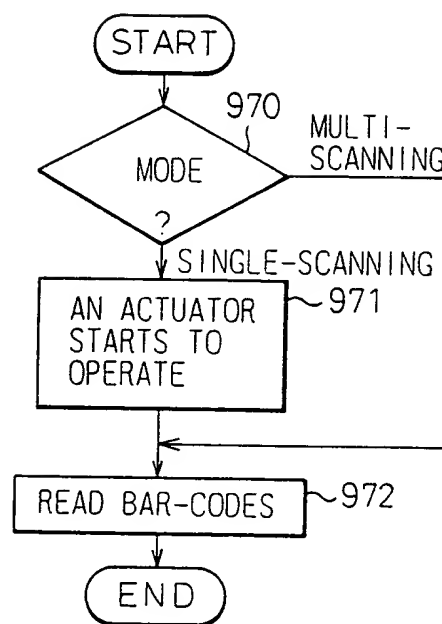 START
970
MULTI-
SCANNING
MODE
?
SINGLE-SCANNING
971
AN ACTUATOR
STARTS TO
OPERATE
READ BAR-CODES
972
END